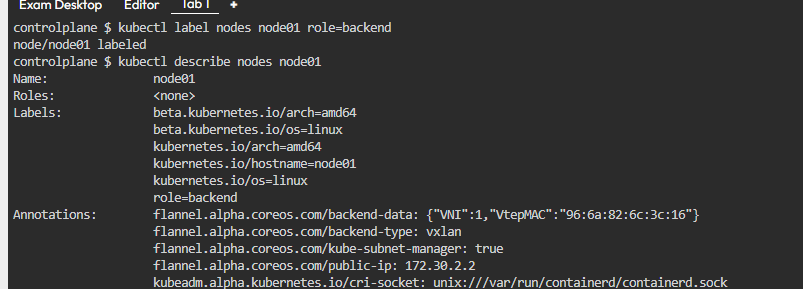 Exam Desktop Editor Tab 1 +
controlplane $ kubectl label nodes node01 role=backend
node/node01 labeled
controlplane $ kubectl describe nodes node01
Name: node01
Roles: <none>
Labels: beta.kubernetes.io/arch=amd64
beta.kubernetes.io/os=linux
kubernetes.io/arch=amd64
kubernetes.io/hostname=node01
kubernetes.io/os=linux
role=backend
Annotations: flannel.alpha.coreos.com/backend-data: {"VNI":1,"VtepMAC":"96:6a:82:6c:3c:16"}
flannel.alpha.coreos.com/backend-type: vxlan
flannel.alpha.coreos.com/kube-subnet-manager: true
flannel.alpha.coreos.com/public-ip: 172.30.2.2
kubeadm.alpha.kubernetes.io/cri-socket: unix:///var/run/containerd/containerd.sock